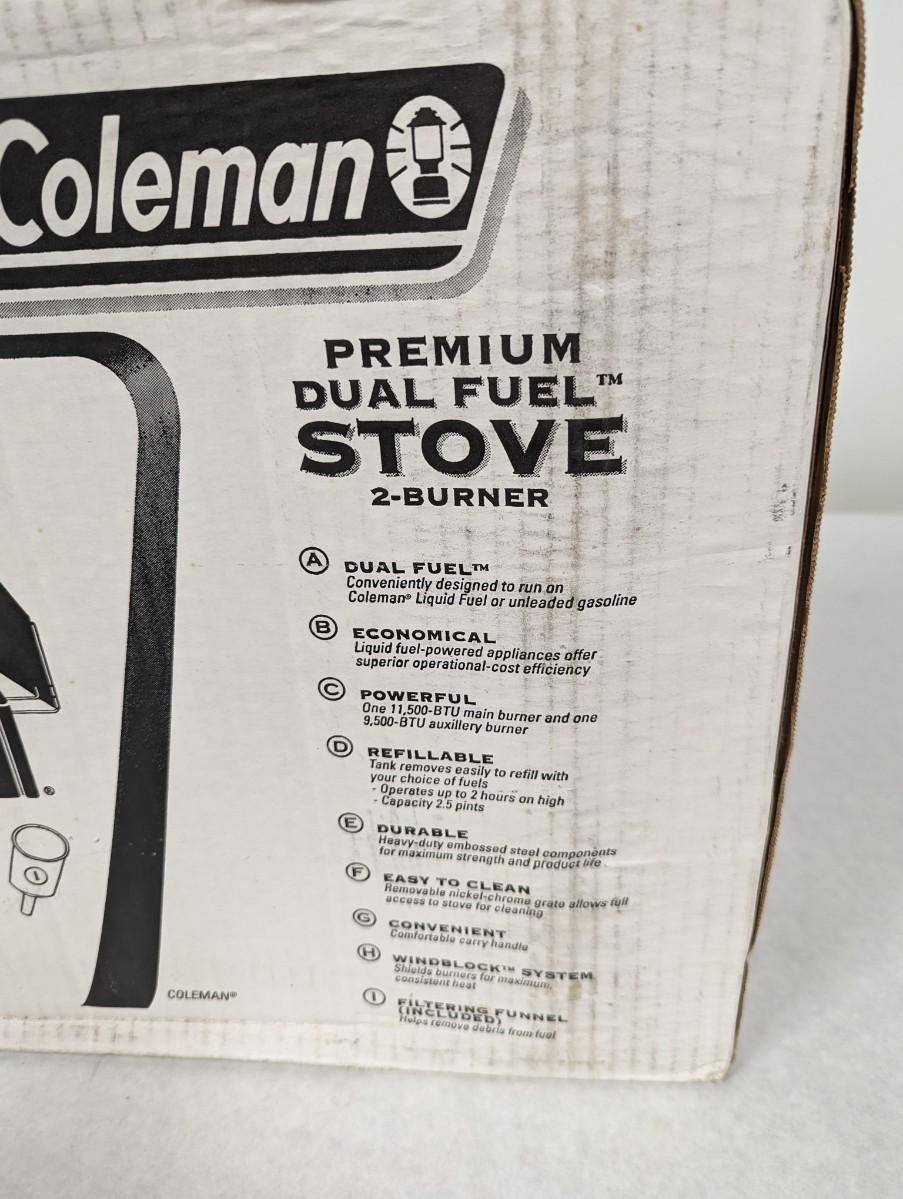 Coleman
PREMIUM
DUAL FUEL™
STOVE
2-BURNER
A DUAL FUEL™
Conveniently designed to run on
Coleman® Liquid Fuel or unleaded gasoline
B ECONOMICAL
Liquid fuel-powered appliances offer
superior operational-cost efficiency
C POWERFUL
One 11,500-BTU main burner and one
9,500-BTU auxillery burner
D REFILLABLE
Tank removes easily to refill with
your choice of fuels
- Operates up to 2 hours on high
- Capacity 2.5 pints
E DURABLE
Heavy-duty embossed steel components
for maximum strength and product life
F EASY TO CLEAN
Removable nickel-chrome grate allows full
access to stove for cleaning
G CONVENIENT
Comfortable carry handle
H WINDBLOCK™ SYSTEM
Shields burners for maximum,
consistent heat
I FILTERING FUNNEL
(INCLUDED)
Helps remove debris from fuel
®
I
COLEMAN®